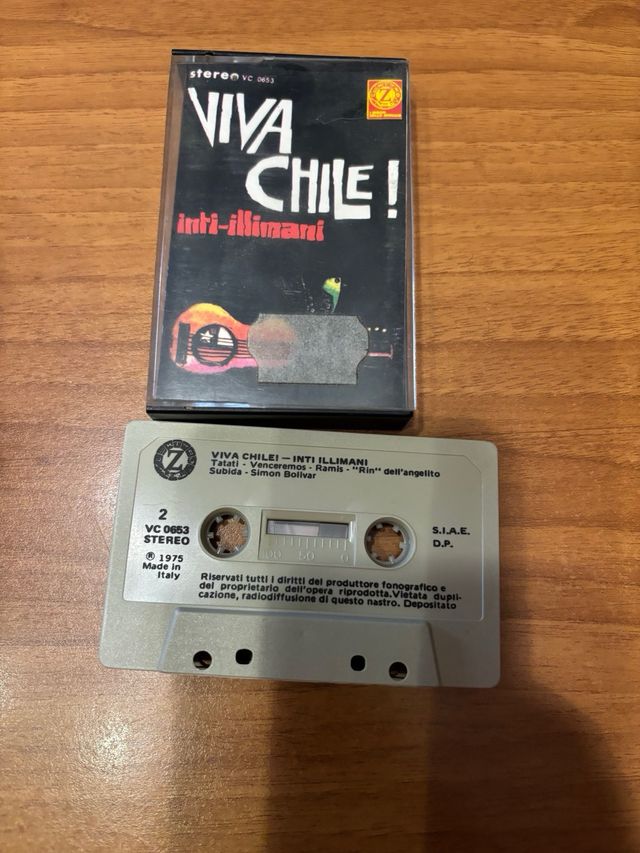 stereo VC 0653
VIVA
CHILE!
inti-illimani
Z
Z
VIVA CHILE! — INTI ILLIMANI
Tatati - Venceremos - Ramis - "Rin" dell'angelito
Subida - Simon Bolivar
2
VC 0653
STEREO
℗ 1975
Made in
Italy
100 50 0
S.I.A.E.
D.P.
Riservati tutti i diritti del produttore fonografico e
del proprietario dell'opera riprodotta.Vietata dupli-
cazione, radiodiffusione di questo nastro. Depositato